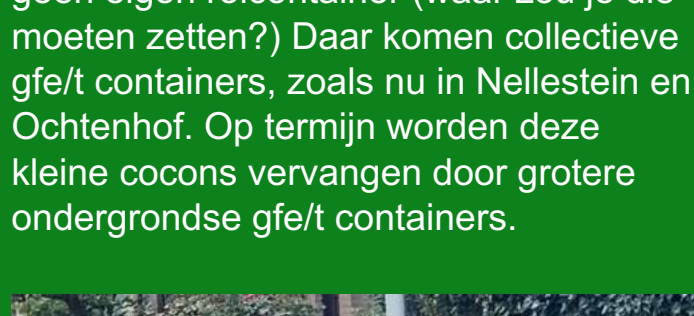 moeten zetten?) Daar komen collectieve
gfe/t containers, zoals nu in Nellestein en
Ochtenhof. Op termijn worden deze
kleine cocons vervangen door grotere
ondergrondse gfe/t containers.